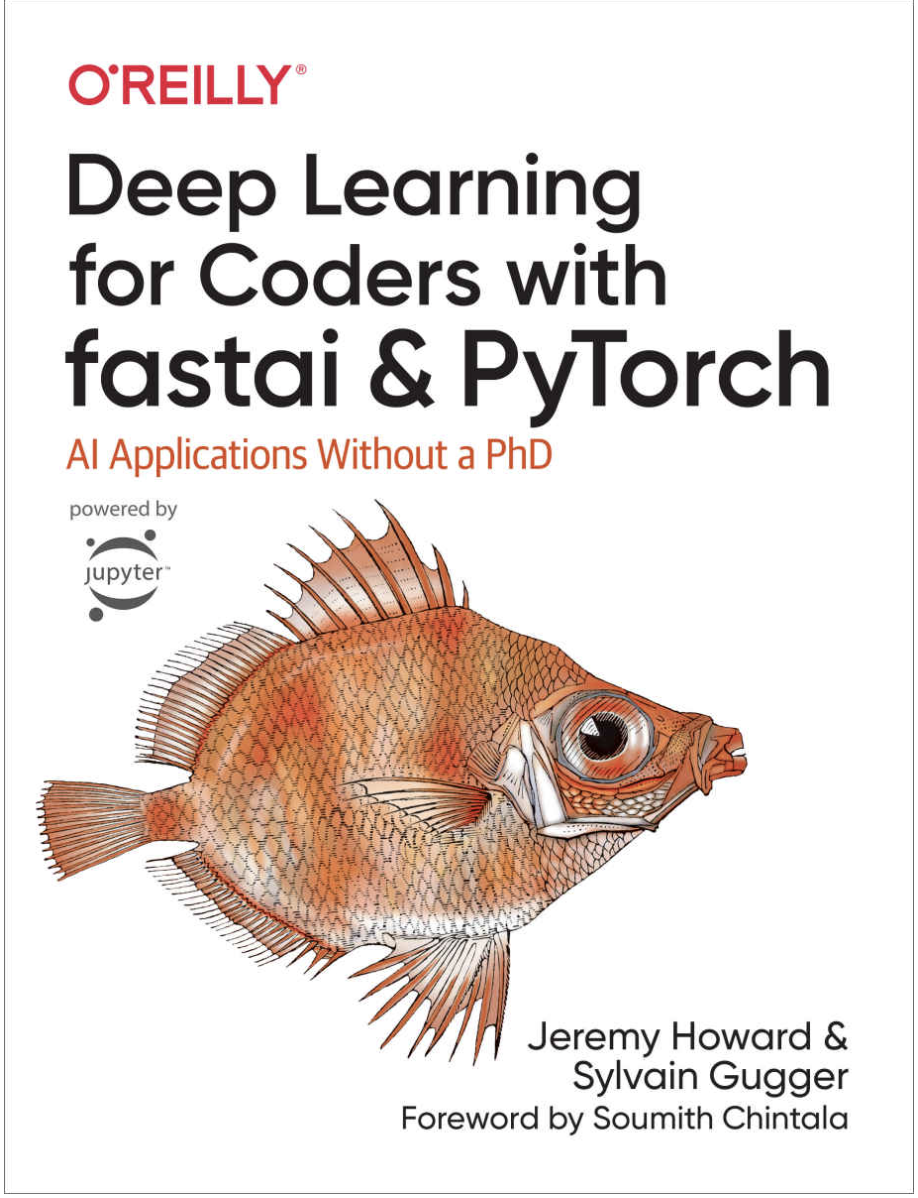 O'REILLY®
Deep Learning
for Coders with
fastai & PyTorch
AI Applications Without a PhD
powered by
jupyter™
Jeremy Howard &
Sylvain Gugger
Foreword by Soumith Chintala